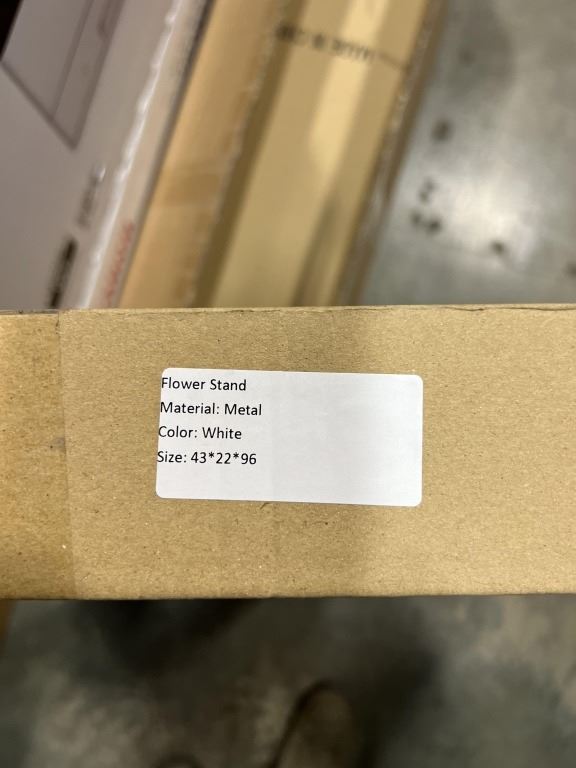 Flower Stand
Material: Metal
Color: White
Size: 43*22*96